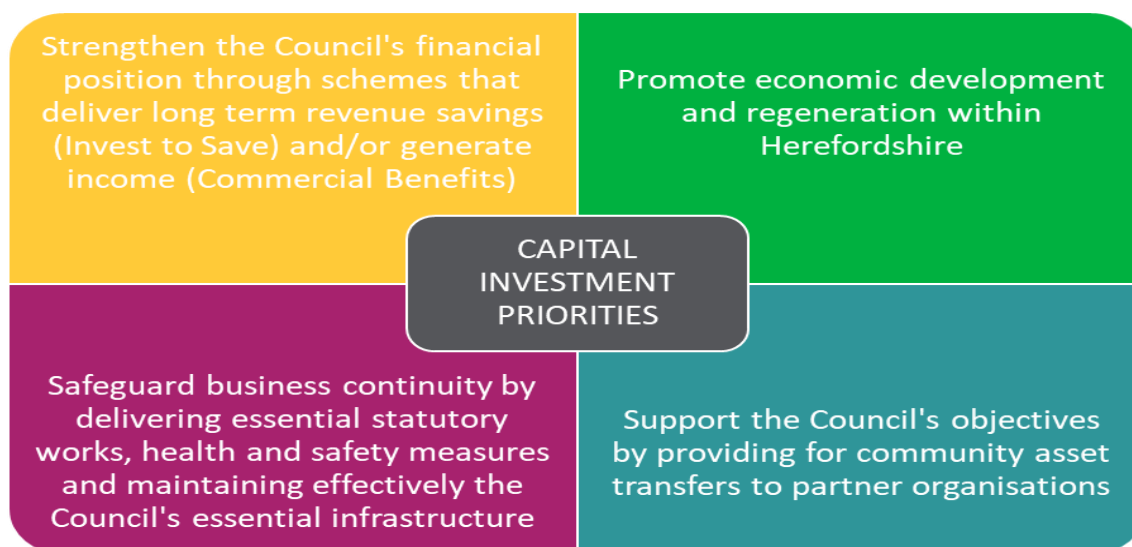 Strengthen the Council's financial
position through schemes that
deliver long term revenue savings
(Invest to Save) and/or generate
income (Commercial Benefits)
Promote economic development
and regeneration within
Herefordshire
CAPITAL
INVESTMENT
PRIORITIES
Safeguard business continuity by
delivering essential statutory
works, health and safety measures
and maintaining effectively the
Council's essential infrastructure
Support the Council's objectives
by providing for community asset
transfers to partner organisations